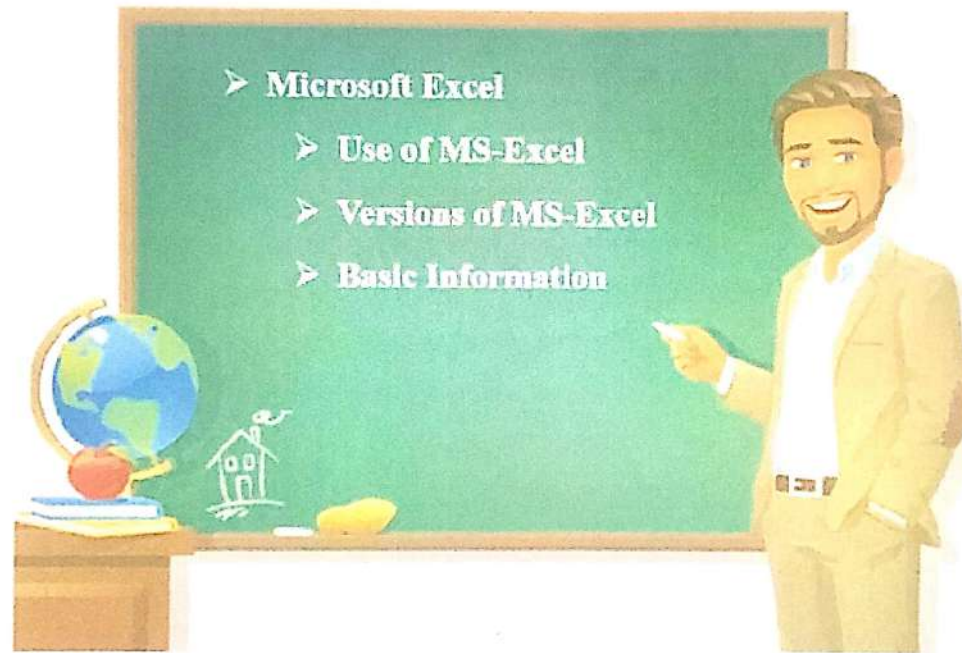 ➢ Microsoft Excel
➢ Use of MS-Excel
➢ Versions of MS-Excel
➢ Basic Information